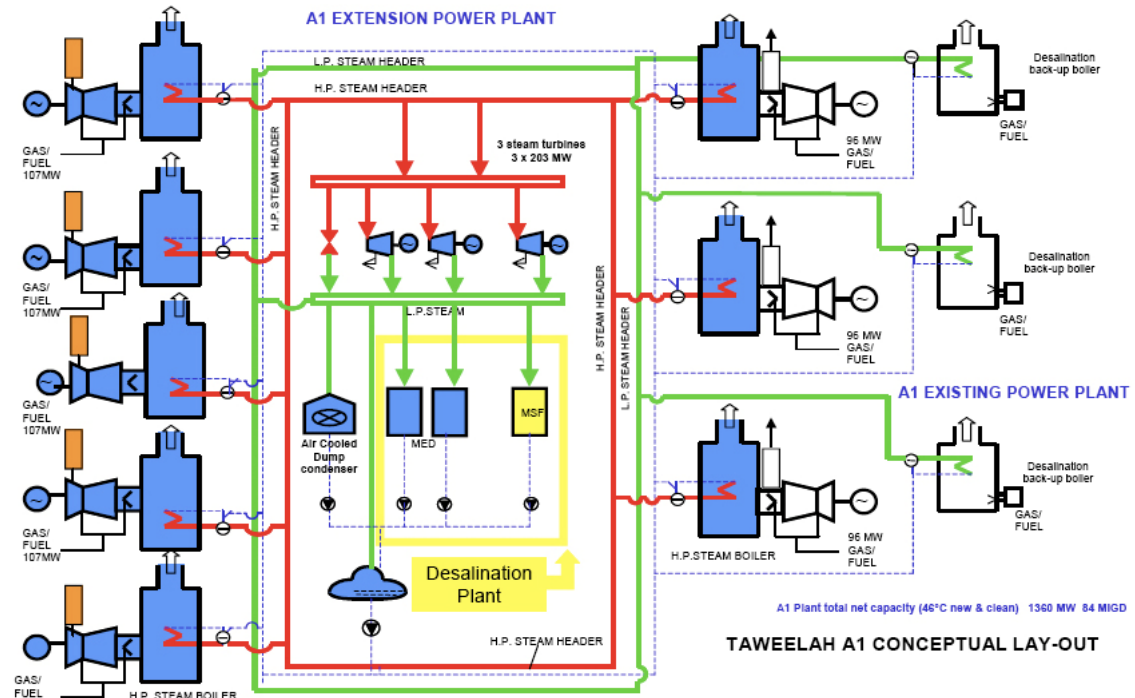 A1 EXTENSION POWER PLANT
L.P. STEAM HEADER
H.P. STEAM HEADER
Desalination
back-up boiler
GAS/
FUEL
GAS/
FUEL
107MW
96 MW
GAS/
FUEL
3 steam turbines
3 x 203 MW
H.P. STEAM HEADER
GAS/
FUEL
107MW
Desalination
back-up boiler
GAS/
FUEL
L.P.STEAM
H.P. STEAM HEADER
L.P. STEAM HEADER
96 MW
GAS/
FUEL
GAS/
FUEL
107MW
A1 EXISTING POWER PLANT
MSF
MED
Air Cooled
Dump
condenser
Desalination
back-up boiler
GAS/
FUEL
GAS/
FUEL
107MW
96 MW
GAS/
FUEL
H.P.STEAM BOILER
Desalination
Plant
A1 Plant total net capacity (46°C new & clean) 1360 MW 84 MIGD
H.P. STEAM HEADER
TAWEELAH A1 CONCEPTUAL LAY-OUT
GAS/
FUEL
H.P. STEAM BOILER